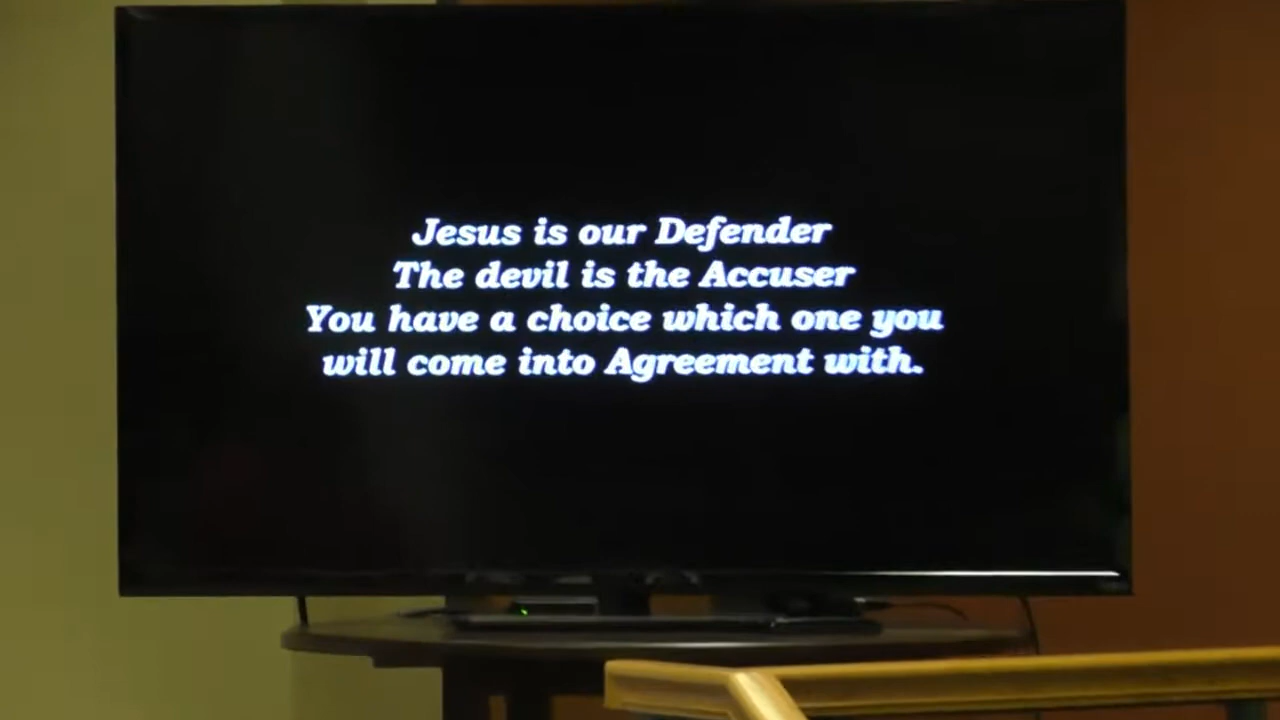 Jesus is our Defender
The devil is the Accuser
You have a choice which one you
will come into Agreement with.